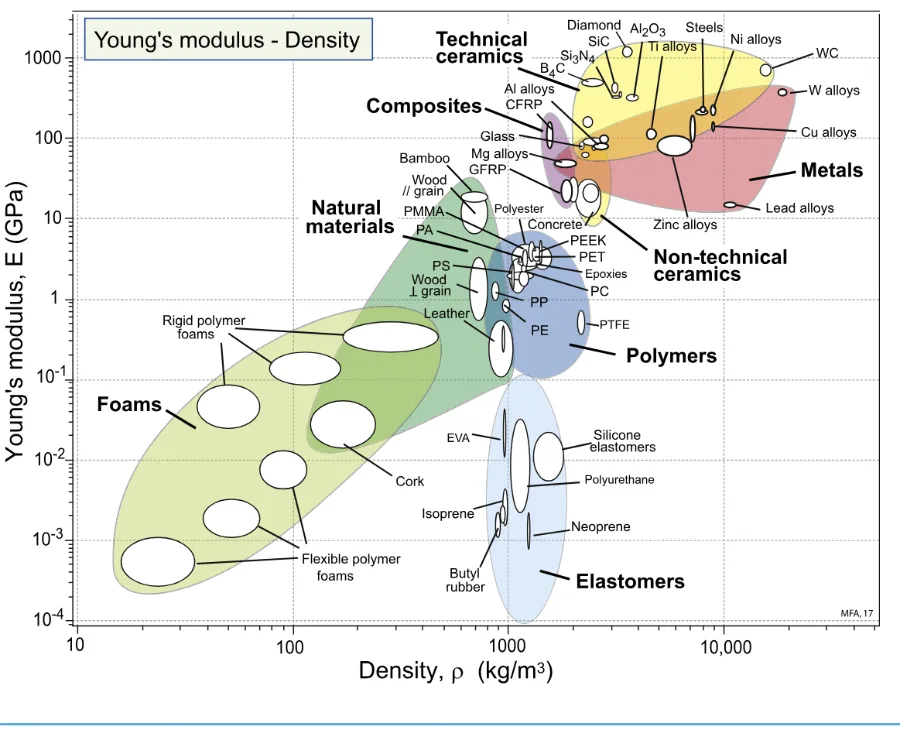 Young's modulus - Density
Technical
ceramics
Diamond
Al2O3
Steels
SiC
Ti alloys
Ni alloys
Si3N4
WC
B4C
Al alloys
W alloys
CFRP
Composites
Glass
Cu alloys
Mg alloys
Bamboo
GFRP
Metals
Wood
// grain
Natural
materials
PMMA
Polyester
Lead alloys
PA
Concrete
Zinc alloys
PEEK
PET
Non-technical
ceramics
PS
Epoxies
Wood
⊥ grain
PC
PP
Leather
PE
PTFE
Rigid polymer
foams
Polymers
Foams
EVA
Silicone
elastomers
Cork
Polyurethane
Isoprene
Neoprene
Flexible polymer
foams
Butyl
rubber
Elastomers
MFA, 17
Young's modulus, E (GPa)
1000
100
10
1
10-1
10-2
10-3
10-4
10
100
1000
10,000
Density, ρ (kg/m3)